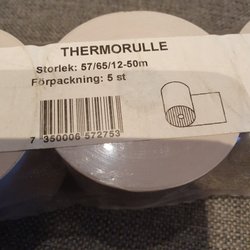 THERMORULLE
Storlek: 57/65/12-50m
Förpackning: 5 st
7 350006 572753